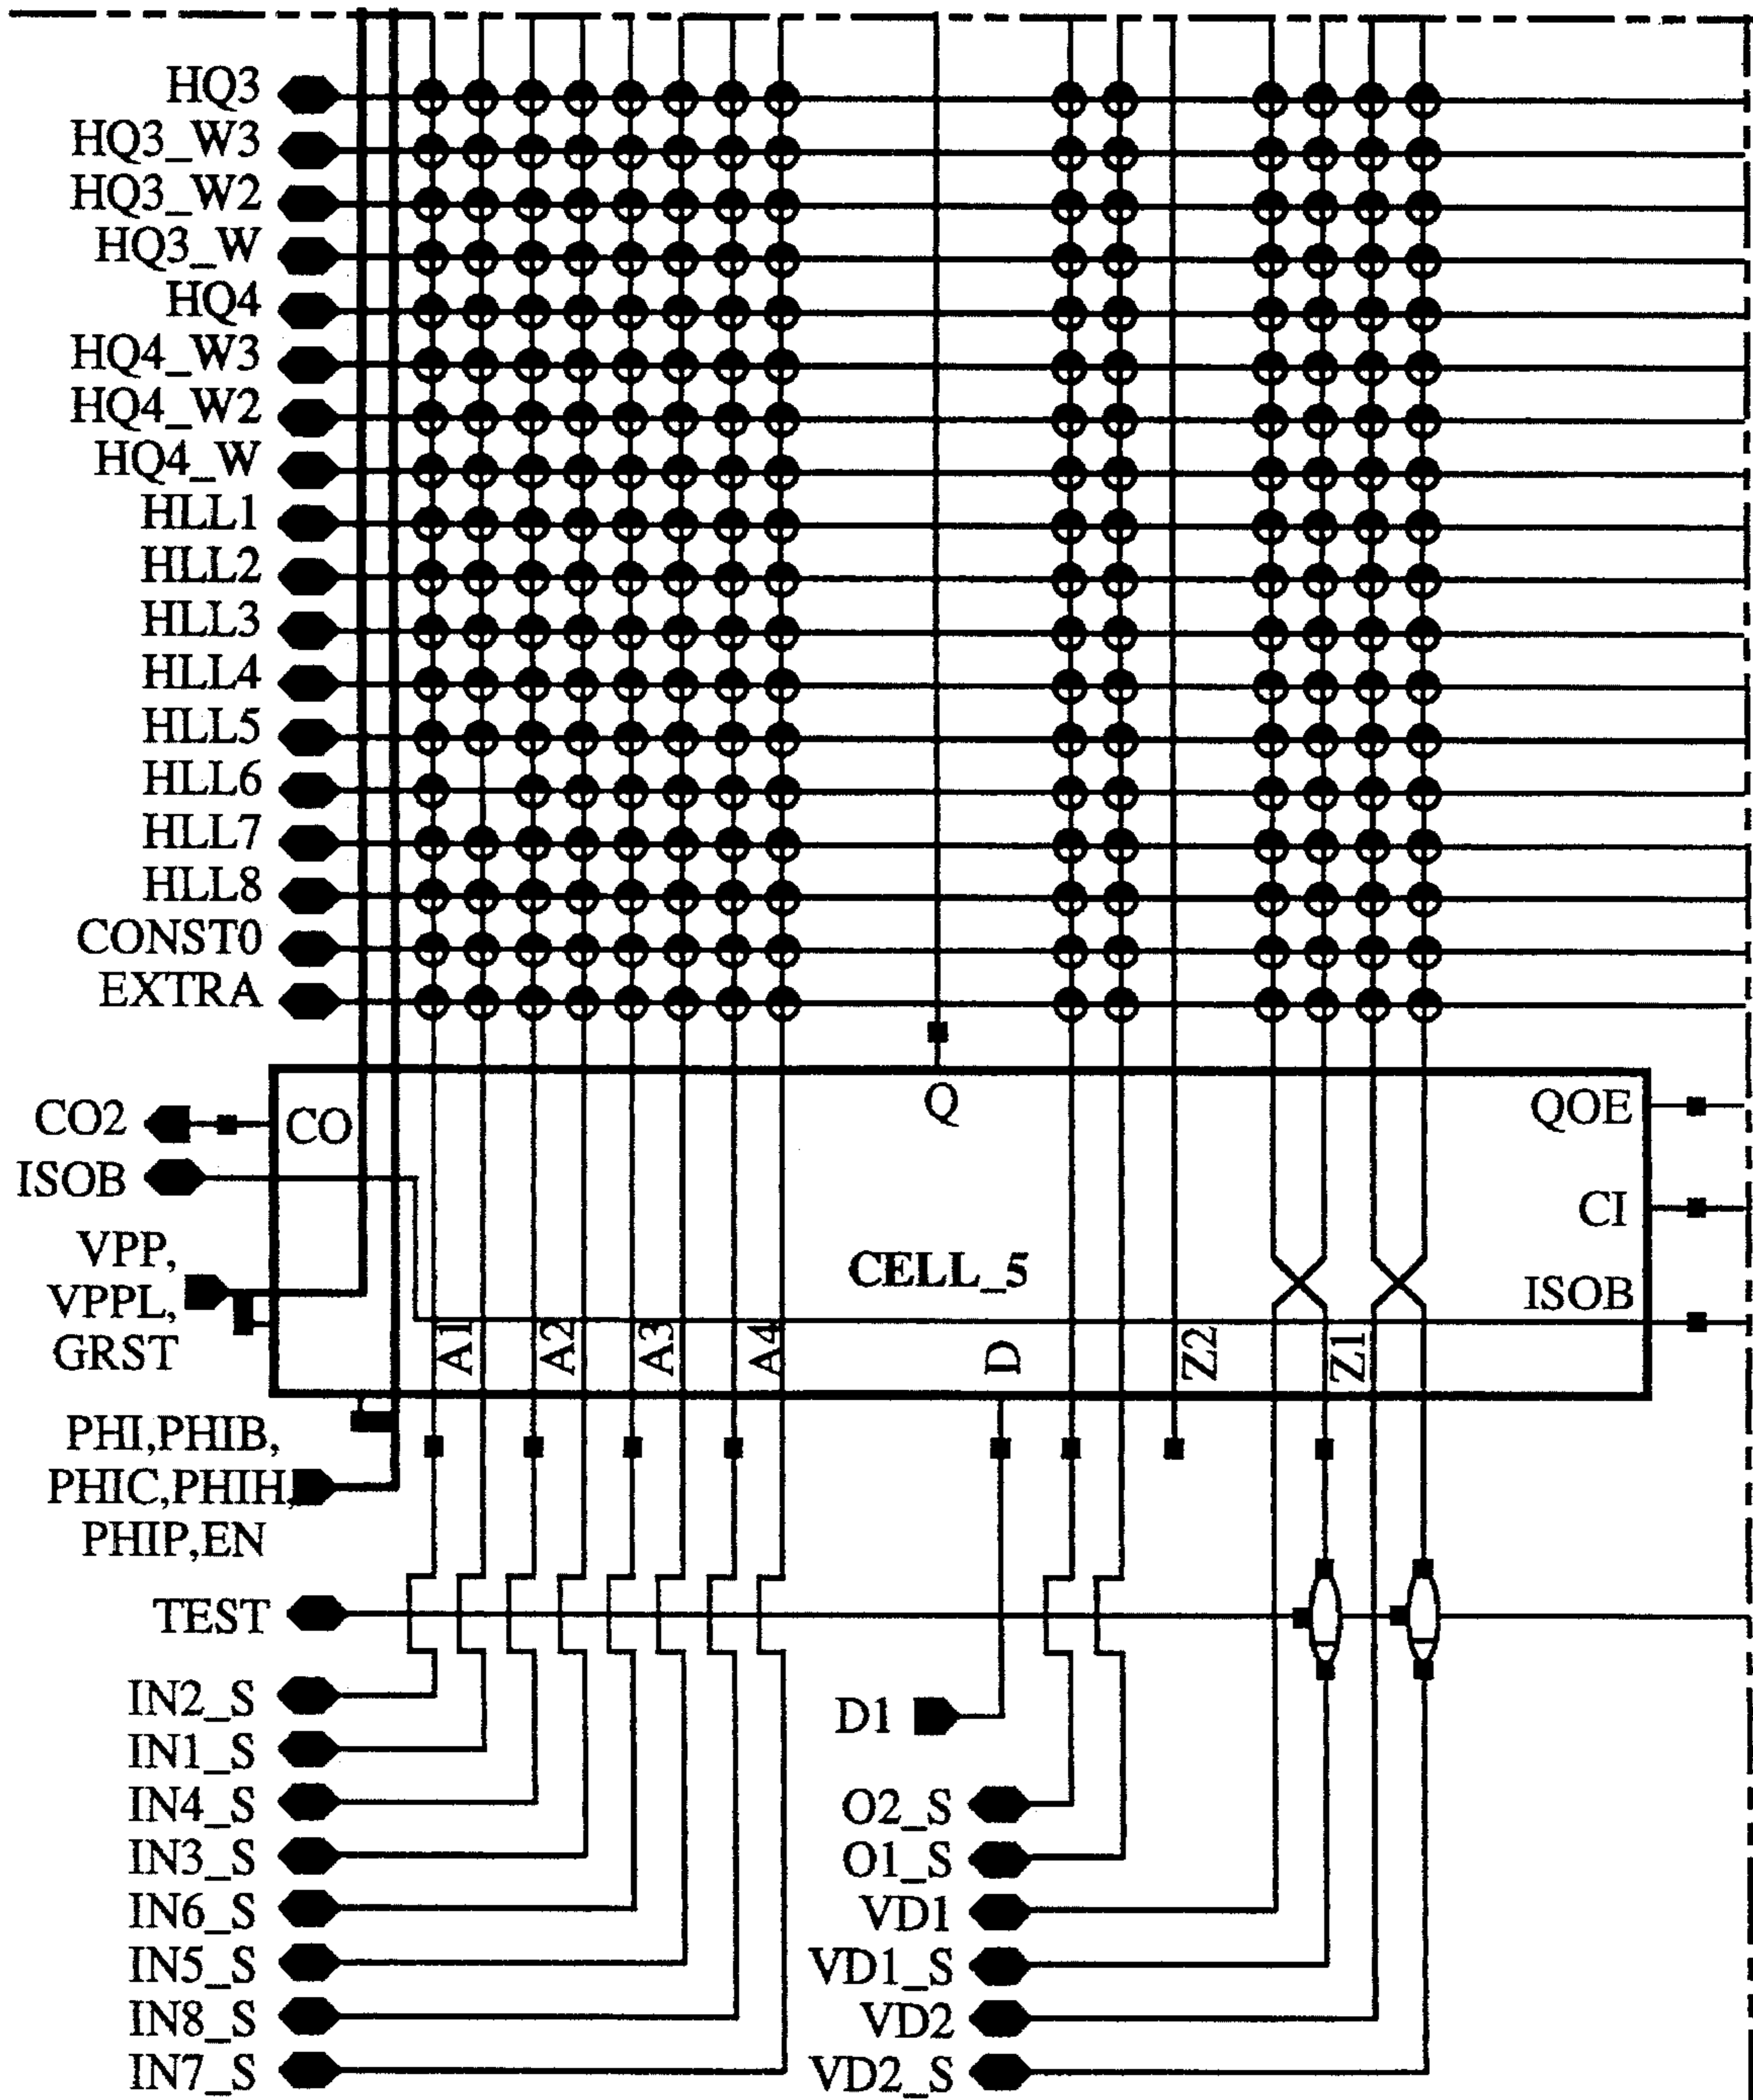 HQ3
HQ3_W3
HQ3_W2
HQ3_W
HQ4
HQ4_W3
HQ4_W2
HQ4_W
HLL1
HLL2
HLL3
HLL4
HLL5
HLL6
HLL7
HLL8
CONST0
EXTRA
CO2
CO
Q
QOE
ISOB
CI
VPP,
VPPL,
GRST
CELL_5
ISOB
A1
A2
A3
A4
D
Z2
Z1
PHI,PHIB,
PHIC,PHIH,
PHIP,EN
TEST
IN2_S
IN1_S
IN4_S
IN3_S
IN6_S
IN5_S
IN8_S
IN7_S
D1
O2_S
O1_S
VD1
VD1_S
VD2
VD2_S